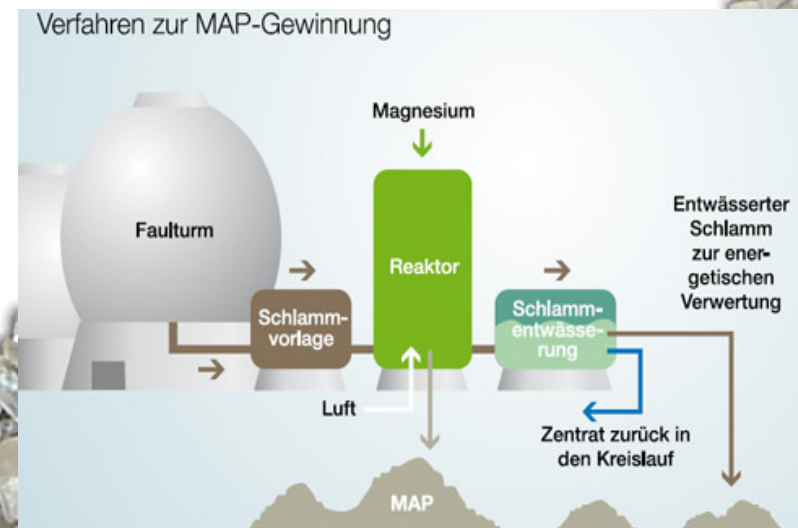 Verfahren zur MAP-Gewinnung
Magnesium
Faulturm
Reaktor
Schlamm-
vorlage
Schlamm-
entwässe-
rung
Entwässerter
Schlamm
zur ener-
getischen
Verwertung
Luft
Zentrat zurück in
den Kreislauf
MAP